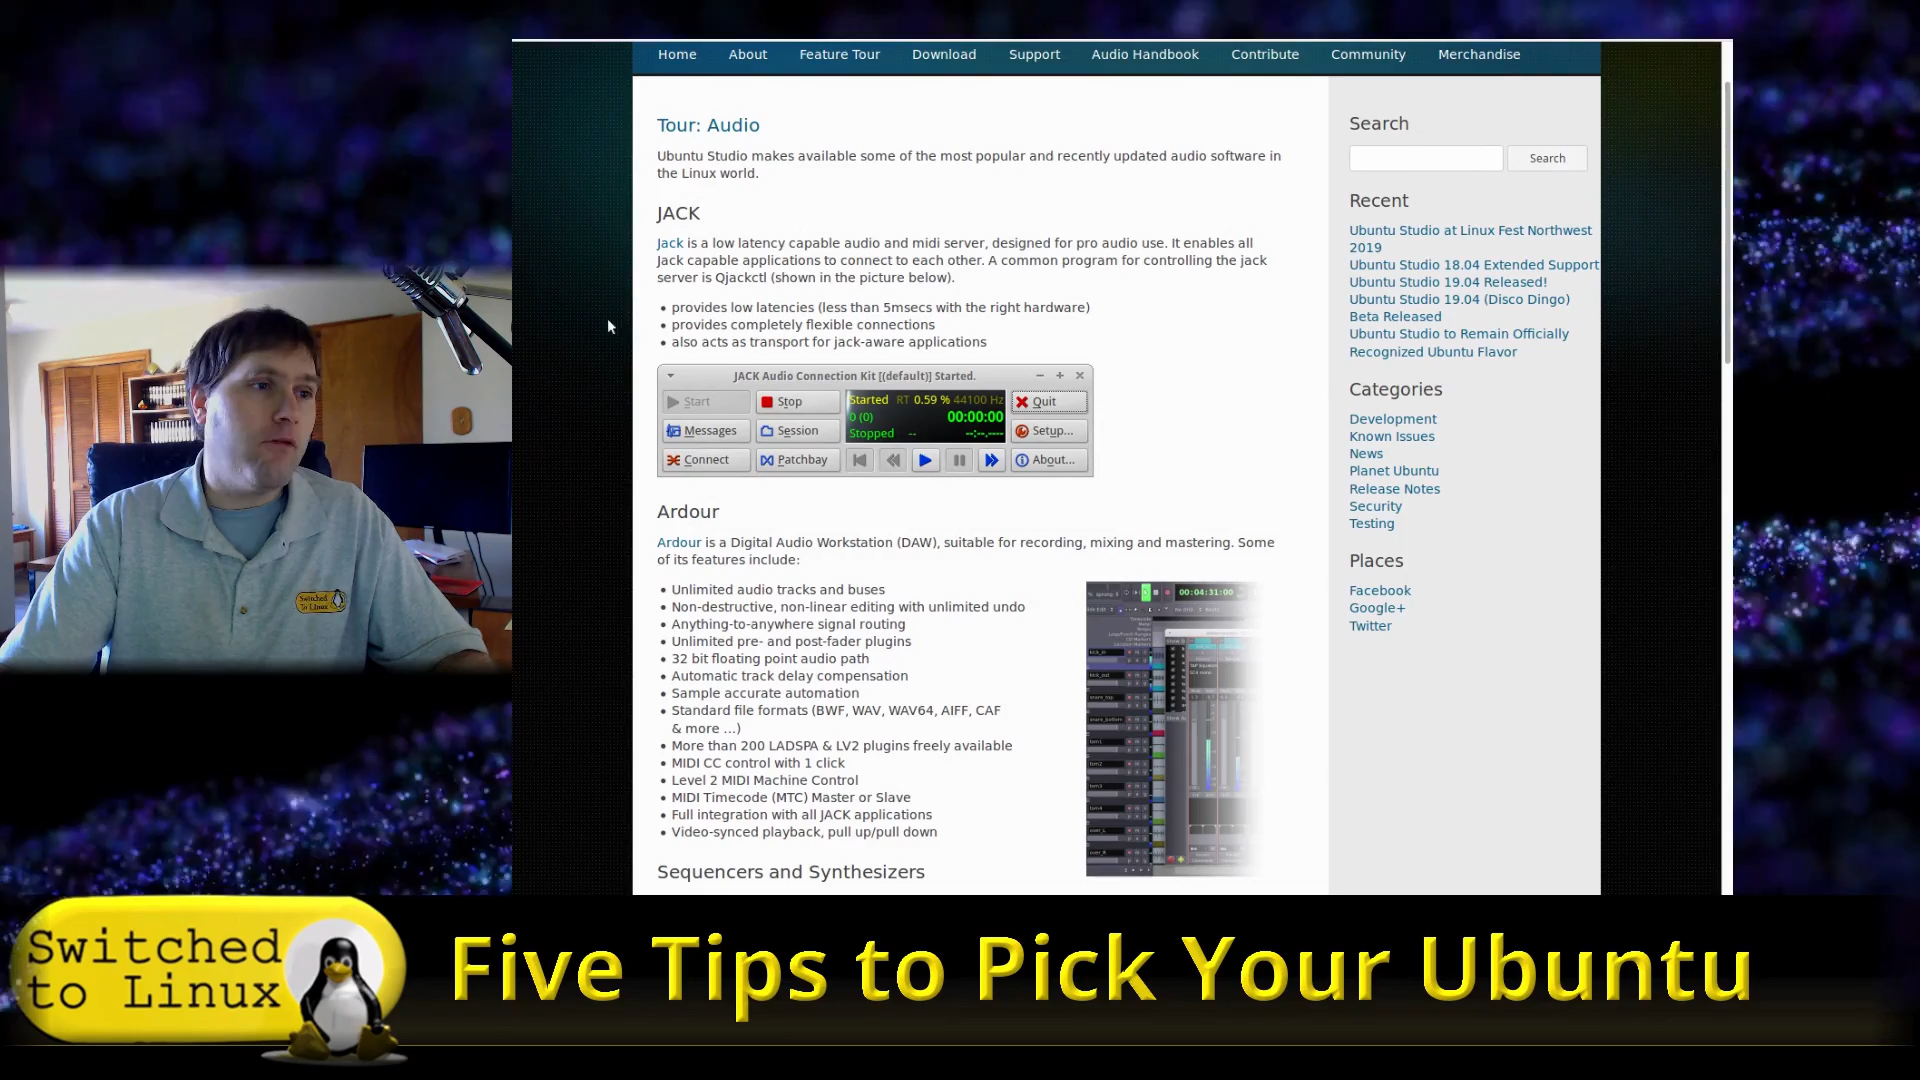 Home About Feature Tour Download Support Audio Handbook Contribute Community Merchandise
Tour: Audio
Ubuntu Studio makes available some of the most popular and recently updated audio software in
the Linux world.
JACK
Jack is a low latency capable audio and midi server, designed for pro audio use. It enables all
Jack capable applications to connect to each other. A common program for controlling the jack
server is Qjackctl (shown in the picture below).
• provides low latencies (less than 5msecs with the right hardware)
• provides completely flexible connections
• also acts as transport for jack-aware applications
JACK Audio Connection Kit [(default)] Started.
Start Stop Started RT 0.59 % 44100 Hz Quit
0 (0) 00:00:00
Messages Session Stopped -- --:--.---- Setup...
Connect Patchbay About...
Ardour
Ardour is a Digital Audio Workstation (DAW), suitable for recording, mixing and mastering. Some
of its features include:
• Unlimited audio tracks and buses
• Non-destructive, non-linear editing with unlimited undo
• Anything-to-anywhere signal routing
• Unlimited pre- and post-fader plugins
• 32 bit floating point audio path
• Automatic track delay compensation
• Sample accurate automation
• Standard file formats (BWF, WAV, WAV64, AIFF, CAF
& more ...)
• More than 200 LADSPA & LV2 plugins freely available
• MIDI CC control with 1 click
• Level 2 MIDI Machine Control
• MIDI Timecode (MTC) Master or Slave
• Full integration with all JACK applications
• Video-synced playback, pull up/pull down
00:04:31:00
Sequencers and Synthesizers
Search
Search
Recent
Ubuntu Studio at Linux Fest Northwest
2019
Ubuntu Studio 18.04 Extended Support
Ubuntu Studio 19.04 Released!
Ubuntu Studio 19.04 (Disco Dingo)
Beta Released
Ubuntu Studio to Remain Officially
Recognized Ubuntu Flavor
Categories
Development
Known Issues
News
Planet Ubuntu
Release Notes
Security
Testing
Places
Facebook
Google+
Twitter
Switched
To Linux
Switched
to Linux
Five Tips to Pick Your Ubuntu